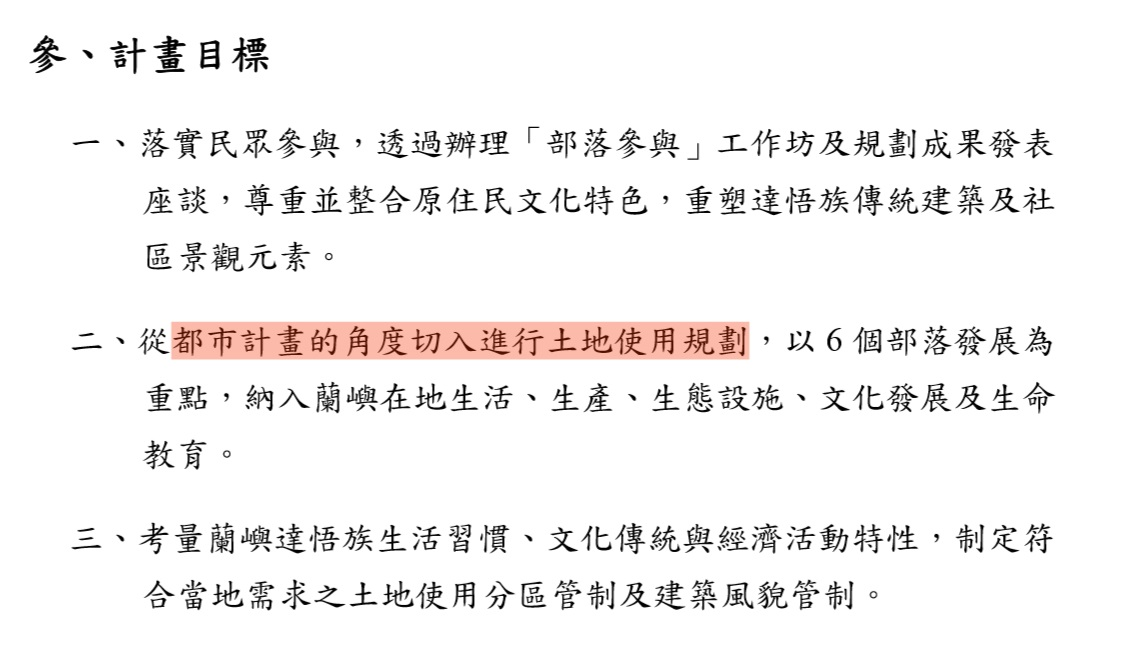 參、計畫目標
一、落實民眾參與，透過辦理「部落參與」工作坊及規劃成果發表
座談，尊重並整合原住民文化特色，重塑達悟族傳統建築及社
區景觀元素。
二、從都市計畫的角度切入進行土地使用規劃，以 6 個部落發展為
重點，納入蘭嶼在地生活、生產、生態設施、文化發展及生命
教育。
三、考量蘭嶼達悟族生活習慣、文化傳統與經濟活動特性，制定符
合當地需求之土地使用分區管制及建築風貌管制。